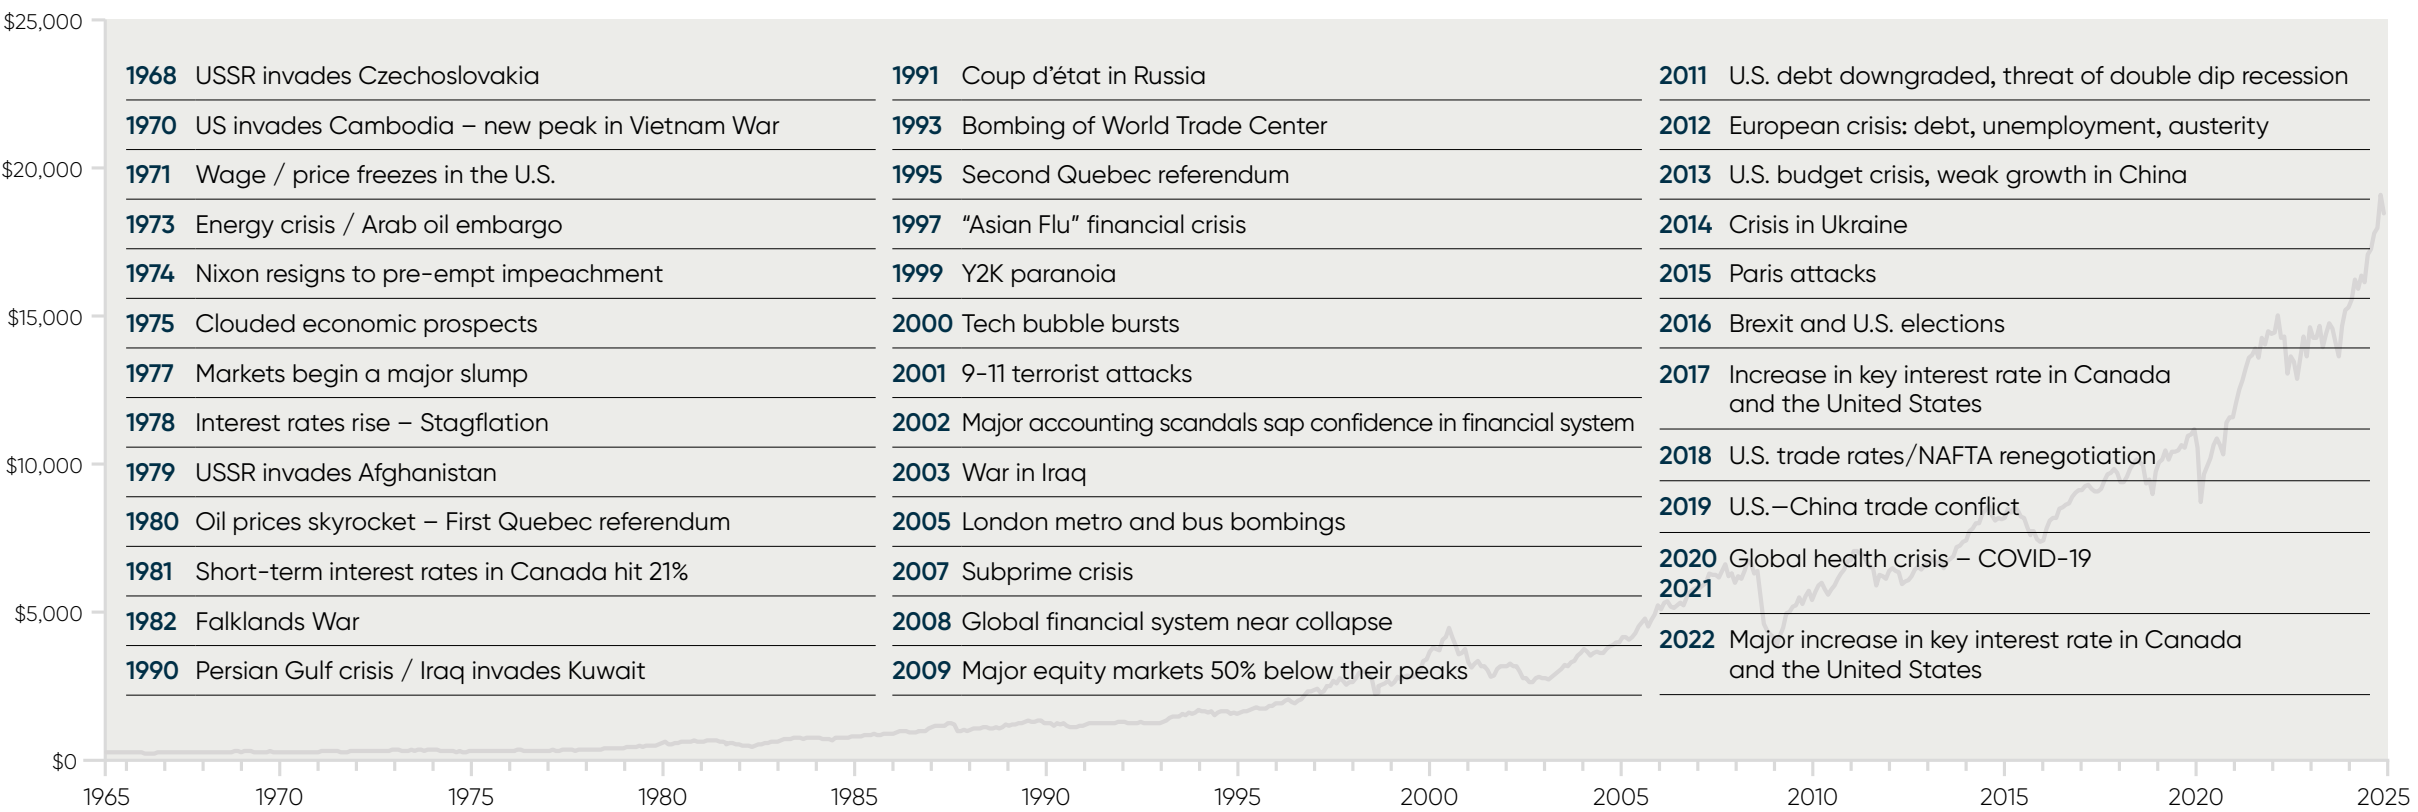 $25,000
$20,000
$15,000
$10,000
$5,000
$0
1968 USSR invades Czechoslovakia
1970 US invades Cambodia – new peak in Vietnam War
1971 Wage / price freezes in the U.S.
1973 Energy crisis / Arab oil embargo
1974 Nixon resigns to pre-empt impeachment
1975 Clouded economic prospects
1977 Markets begin a major slump
1978 Interest rates rise – Stagflation
1979 USSR invades Afghanistan
1980 Oil prices skyrocket – First Quebec referendum
1981 Short-term interest rates in Canada hit 21%
1982 Falklands War
1990 Persian Gulf crisis / Iraq invades Kuwait
1991 Coup d’état in Russia
1993 Bombing of World Trade Center
1995 Second Quebec referendum
1997 “Asian Flu” financial crisis
1999 Y2K paranoia
2000 Tech bubble bursts
2001 9-11 terrorist attacks
2002 Major accounting scandals sap confidence in financial system
2003 War in Iraq
2005 London metro and bus bombings
2007 Subprime crisis
2008 Global financial system near collapse
2009 Major equity markets 50% below their peaks
2011 U.S. debt downgraded, threat of double dip recession
2012 European crisis: debt, unemployment, austerity
2013 U.S. budget crisis, weak growth in China
2014 Crisis in Ukraine
2015 Paris attacks
2016 Brexit and U.S. elections
2017 Increase in key interest rate in Canada
and the United States
2018 U.S. trade rates/NAFTA renegotiation
2019 U.S.–China trade conflict
2020 Global health crisis – COVID-19
2021
2022 Major increase in key interest rate in Canada
and the United States
1965 1970 1975 1980 1985 1990 1995 2000 2005 2010 2015 2020 2025